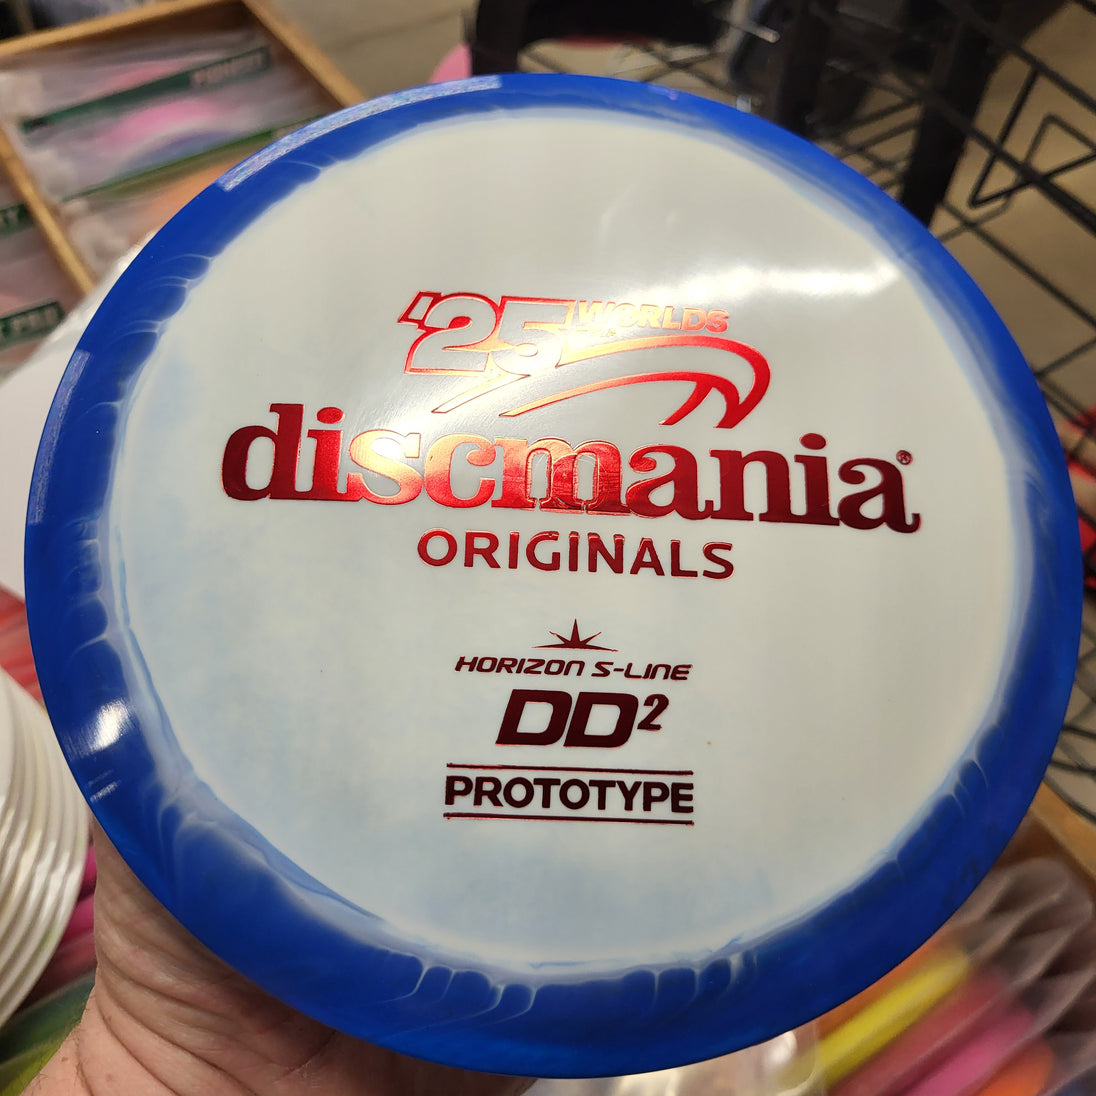 '25 WORLDS
discmania®
ORIGINALS
HORIZON S-LINE
DD²
PROTOTYPE